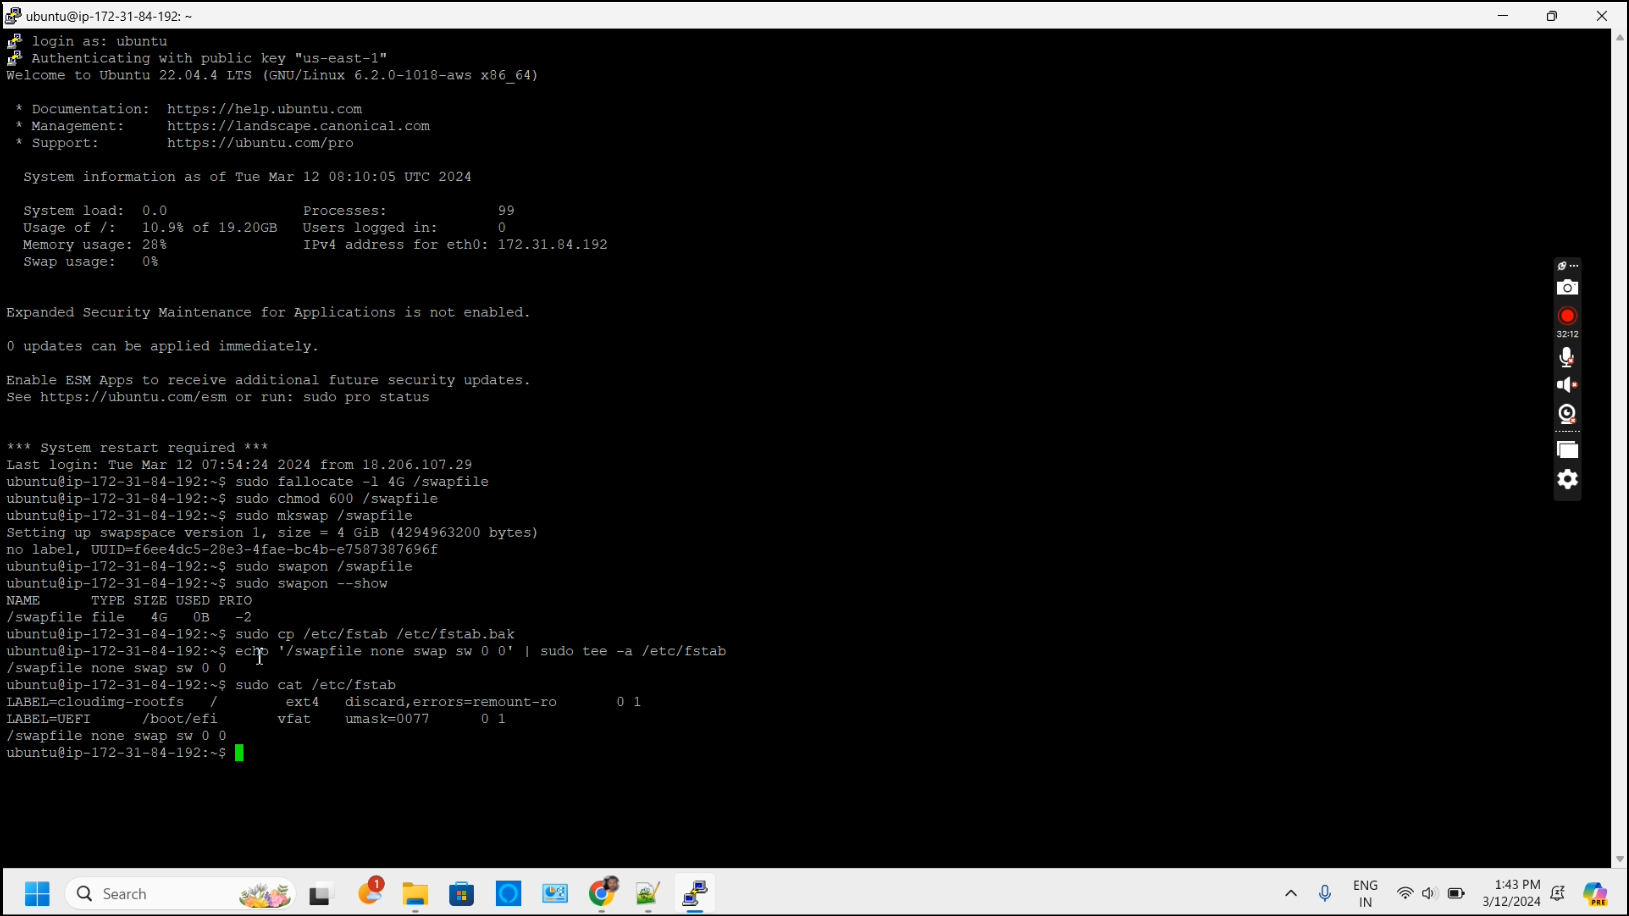 ubuntu@ip-172-31-84-192: ~
login as: ubuntu
Authenticating with public key "us-east-1"
Welcome to Ubuntu 22.04.4 LTS (GNU/Linux 6.2.0-1018-aws x86_64)
* Documentation:  https://help.ubuntu.com
* Management:     https://landscape.canonical.com
* Support:        https://ubuntu.com/pro
System information as of Tue Mar 12 08:10:05 UTC 2024
System load:  0.0                Processes:             99
Usage of /:   10.9% of 19.20GB   Users logged in:       0
Memory usage: 28%                IPv4 address for eth0: 172.31.84.192
Swap usage:   0%
Expanded Security Maintenance for Applications is not enabled.
0 updates can be applied immediately.
Enable ESM Apps to receive additional future security updates.
See https://ubuntu.com/esm or run: sudo pro status
*** System restart required ***
Last login: Tue Mar 12 07:54:24 2024 from 18.206.107.29
ubuntu@ip-172-31-84-192:~$ sudo fallocate -l 4G /swapfile
ubuntu@ip-172-31-84-192:~$ sudo chmod 600 /swapfile
ubuntu@ip-172-31-84-192:~$ sudo mkswap /swapfile
Setting up swapspace version 1, size = 4 GiB (4294963200 bytes)
no label, UUID=f6ee4dc5-28e3-4fae-bc4b-e7587387696f
ubuntu@ip-172-31-84-192:~$ sudo swapon /swapfile
ubuntu@ip-172-31-84-192:~$ sudo swapon --show
NAME      TYPE SIZE USED PRIO
/swapfile file   4G   0B   -2
ubuntu@ip-172-31-84-192:~$ sudo cp /etc/fstab /etc/fstab.bak
ubuntu@ip-172-31-84-192:~$ echo '/swapfile none swap sw 0 0' | sudo tee -a /etc/fstab
/swapfile none swap sw 0 0
ubuntu@ip-172-31-84-192:~$ sudo cat /etc/fstab
LABEL=cloudimg-rootfs   /        ext4   discard,errors=remount-ro       0 1
LABEL=UEFI      /boot/efi       vfat    umask=0077      0 1
/swapfile none swap sw 0 0
ubuntu@ip-172-31-84-192:~$
32:12
Search
1
ENG
IN
1:43 PM
3/12/2024
PRE